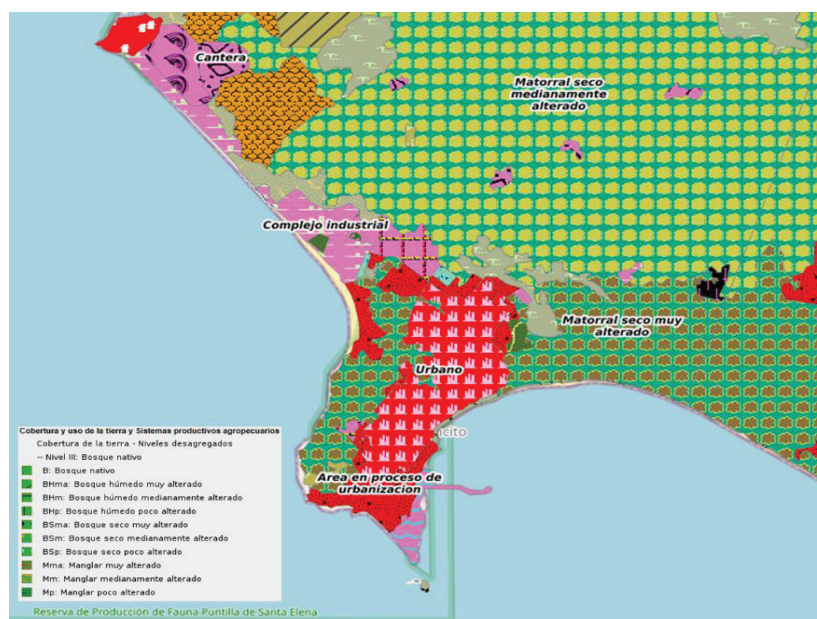 Cantera
Matorral seco
medianamente
alterado
Complejo industrial
Matorral seco muy
alterado
Urbano
Area en proceso de
urbanizacion
Cobertura y uso de la tierra y Sistemas productivos agropecuarios
Cobertura de la tierra - Niveles desagregados
-- Nivel III: Bosque nativo
B: Bosque nativo
BHma: Bosque húmedo muy alterado
BHm: Bosque húmedo medianamente alterado
BHp: Bosque húmedo poco alterado
BSma: Bosque seco muy alterado
BSm: Bosque seco medianamente alterado
BSp: Bosque seco poco alterado
Mma: Manglar muy alterado
Mm: Manglar medianamente alterado
Mp: Manglar poco alterado
Reserva de Producción de Fauna Puntilla de Santa Elena